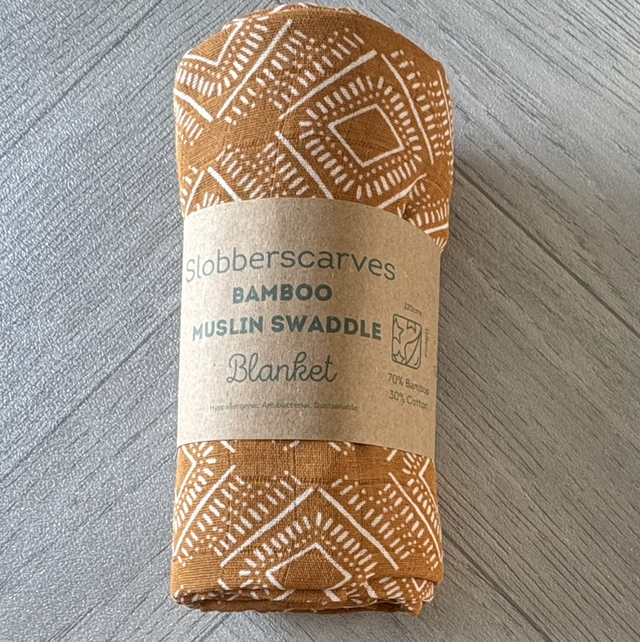 Slobberscarves
BAMBOO
MUSLIN SWADDLE
Blanket
Hypoallergenic. Antibacterial. Sustainable
70% Bamboo
30% Cotton